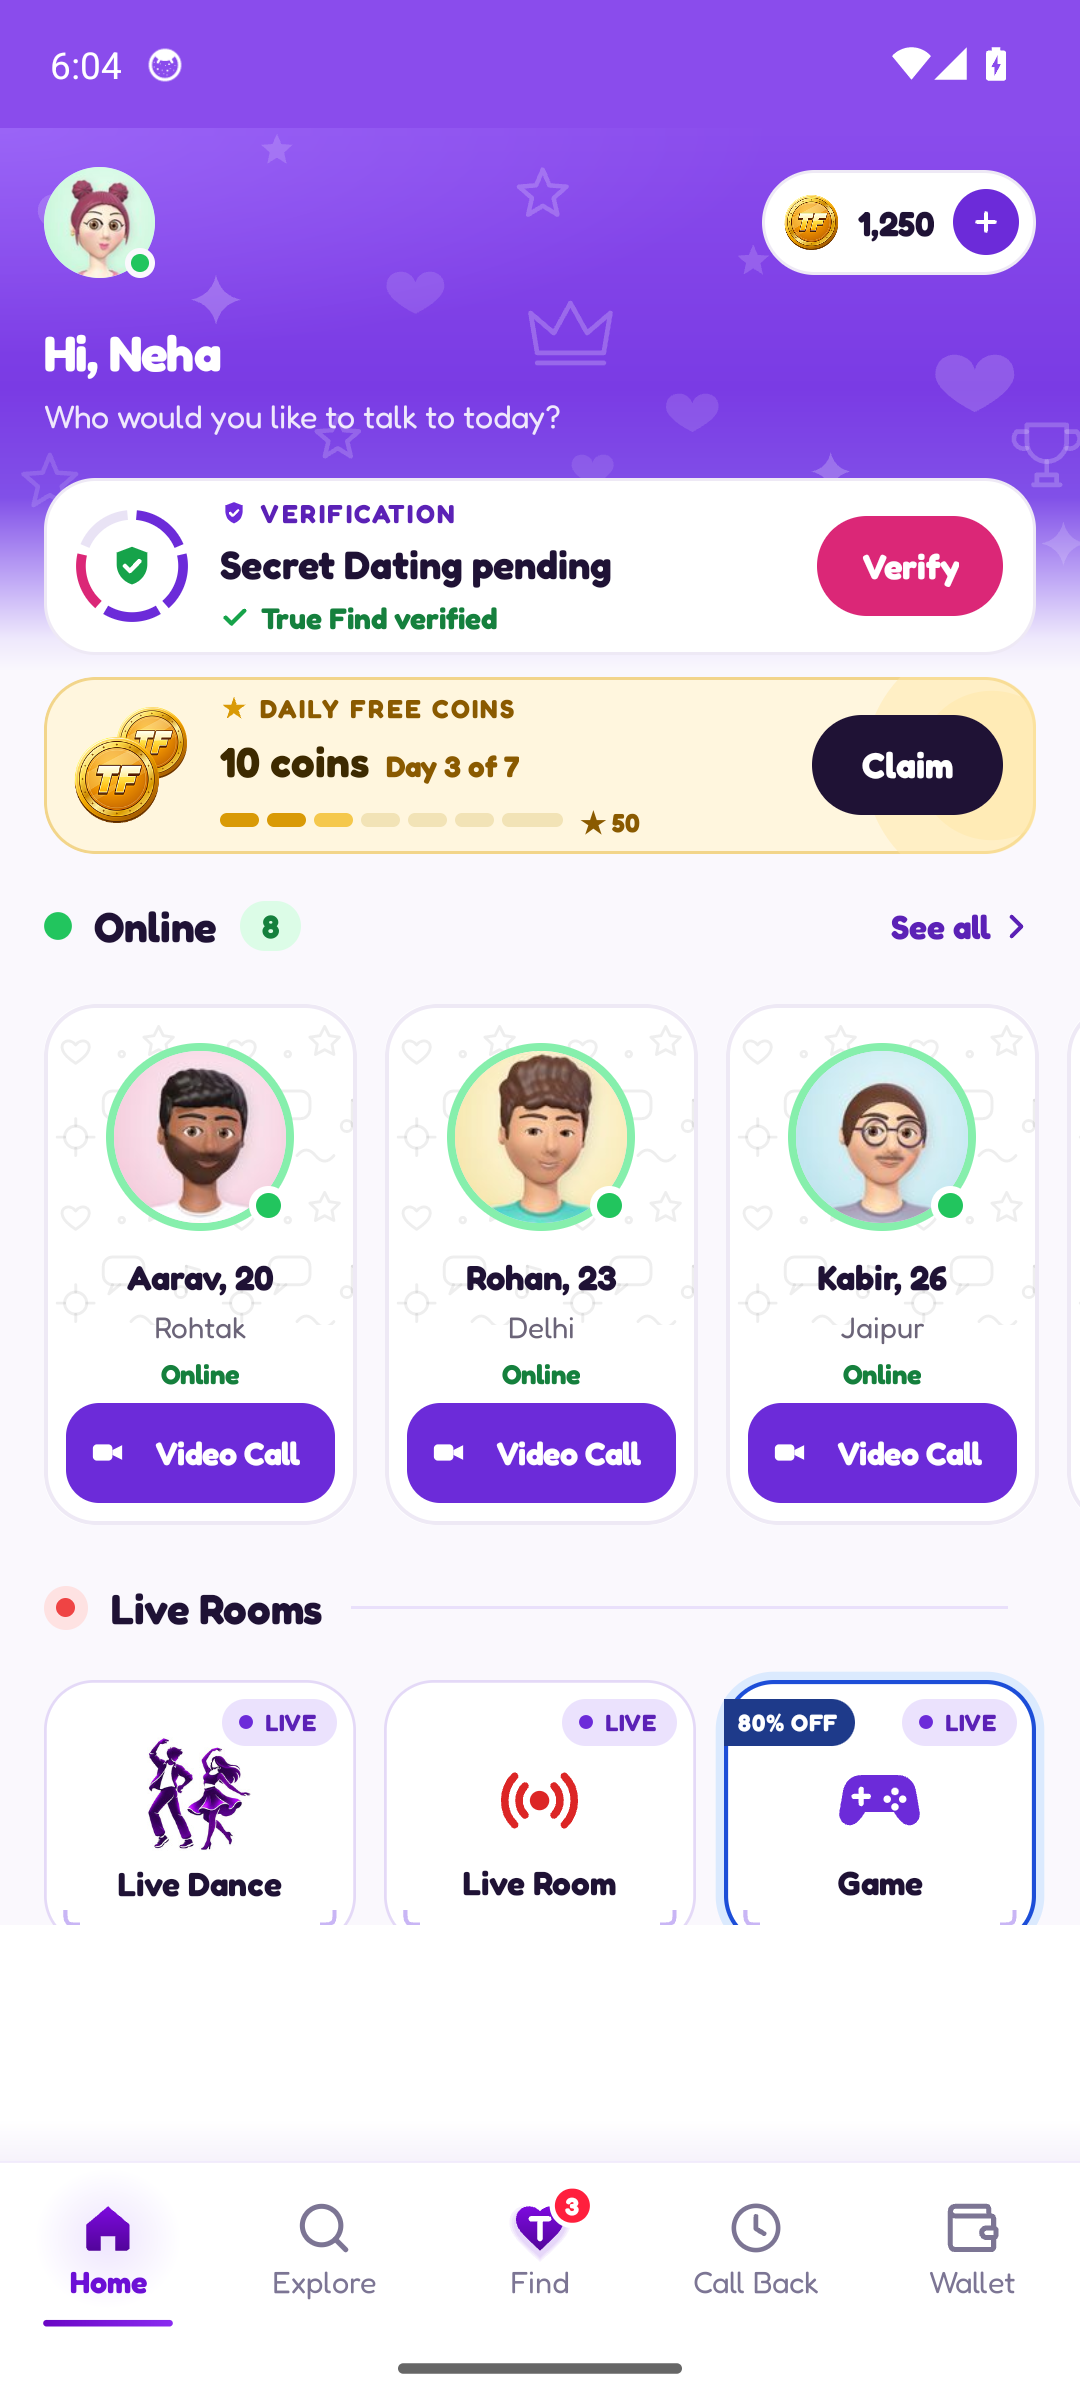 6:04
TF
1,250
Hi, Neha
Who would you like to talk to today?
VERIFICATION
Secret Dating pending
True Find verified
Verify
TF
TF
DAILY FREE COINS
10 coins Day 3 of 7
★ 50
Claim
Online 8
See all
Aarav, 20
Rohtak
Online
Video Call
Rohan, 23
Delhi
Online
Video Call
Kabir, 26
Jaipur
Online
Video Call
Live Rooms
LIVE
Live Dance
LIVE
Live Room
80% OFF
LIVE
Game
Home
Explore
T
3
Find
Call Back
Wallet